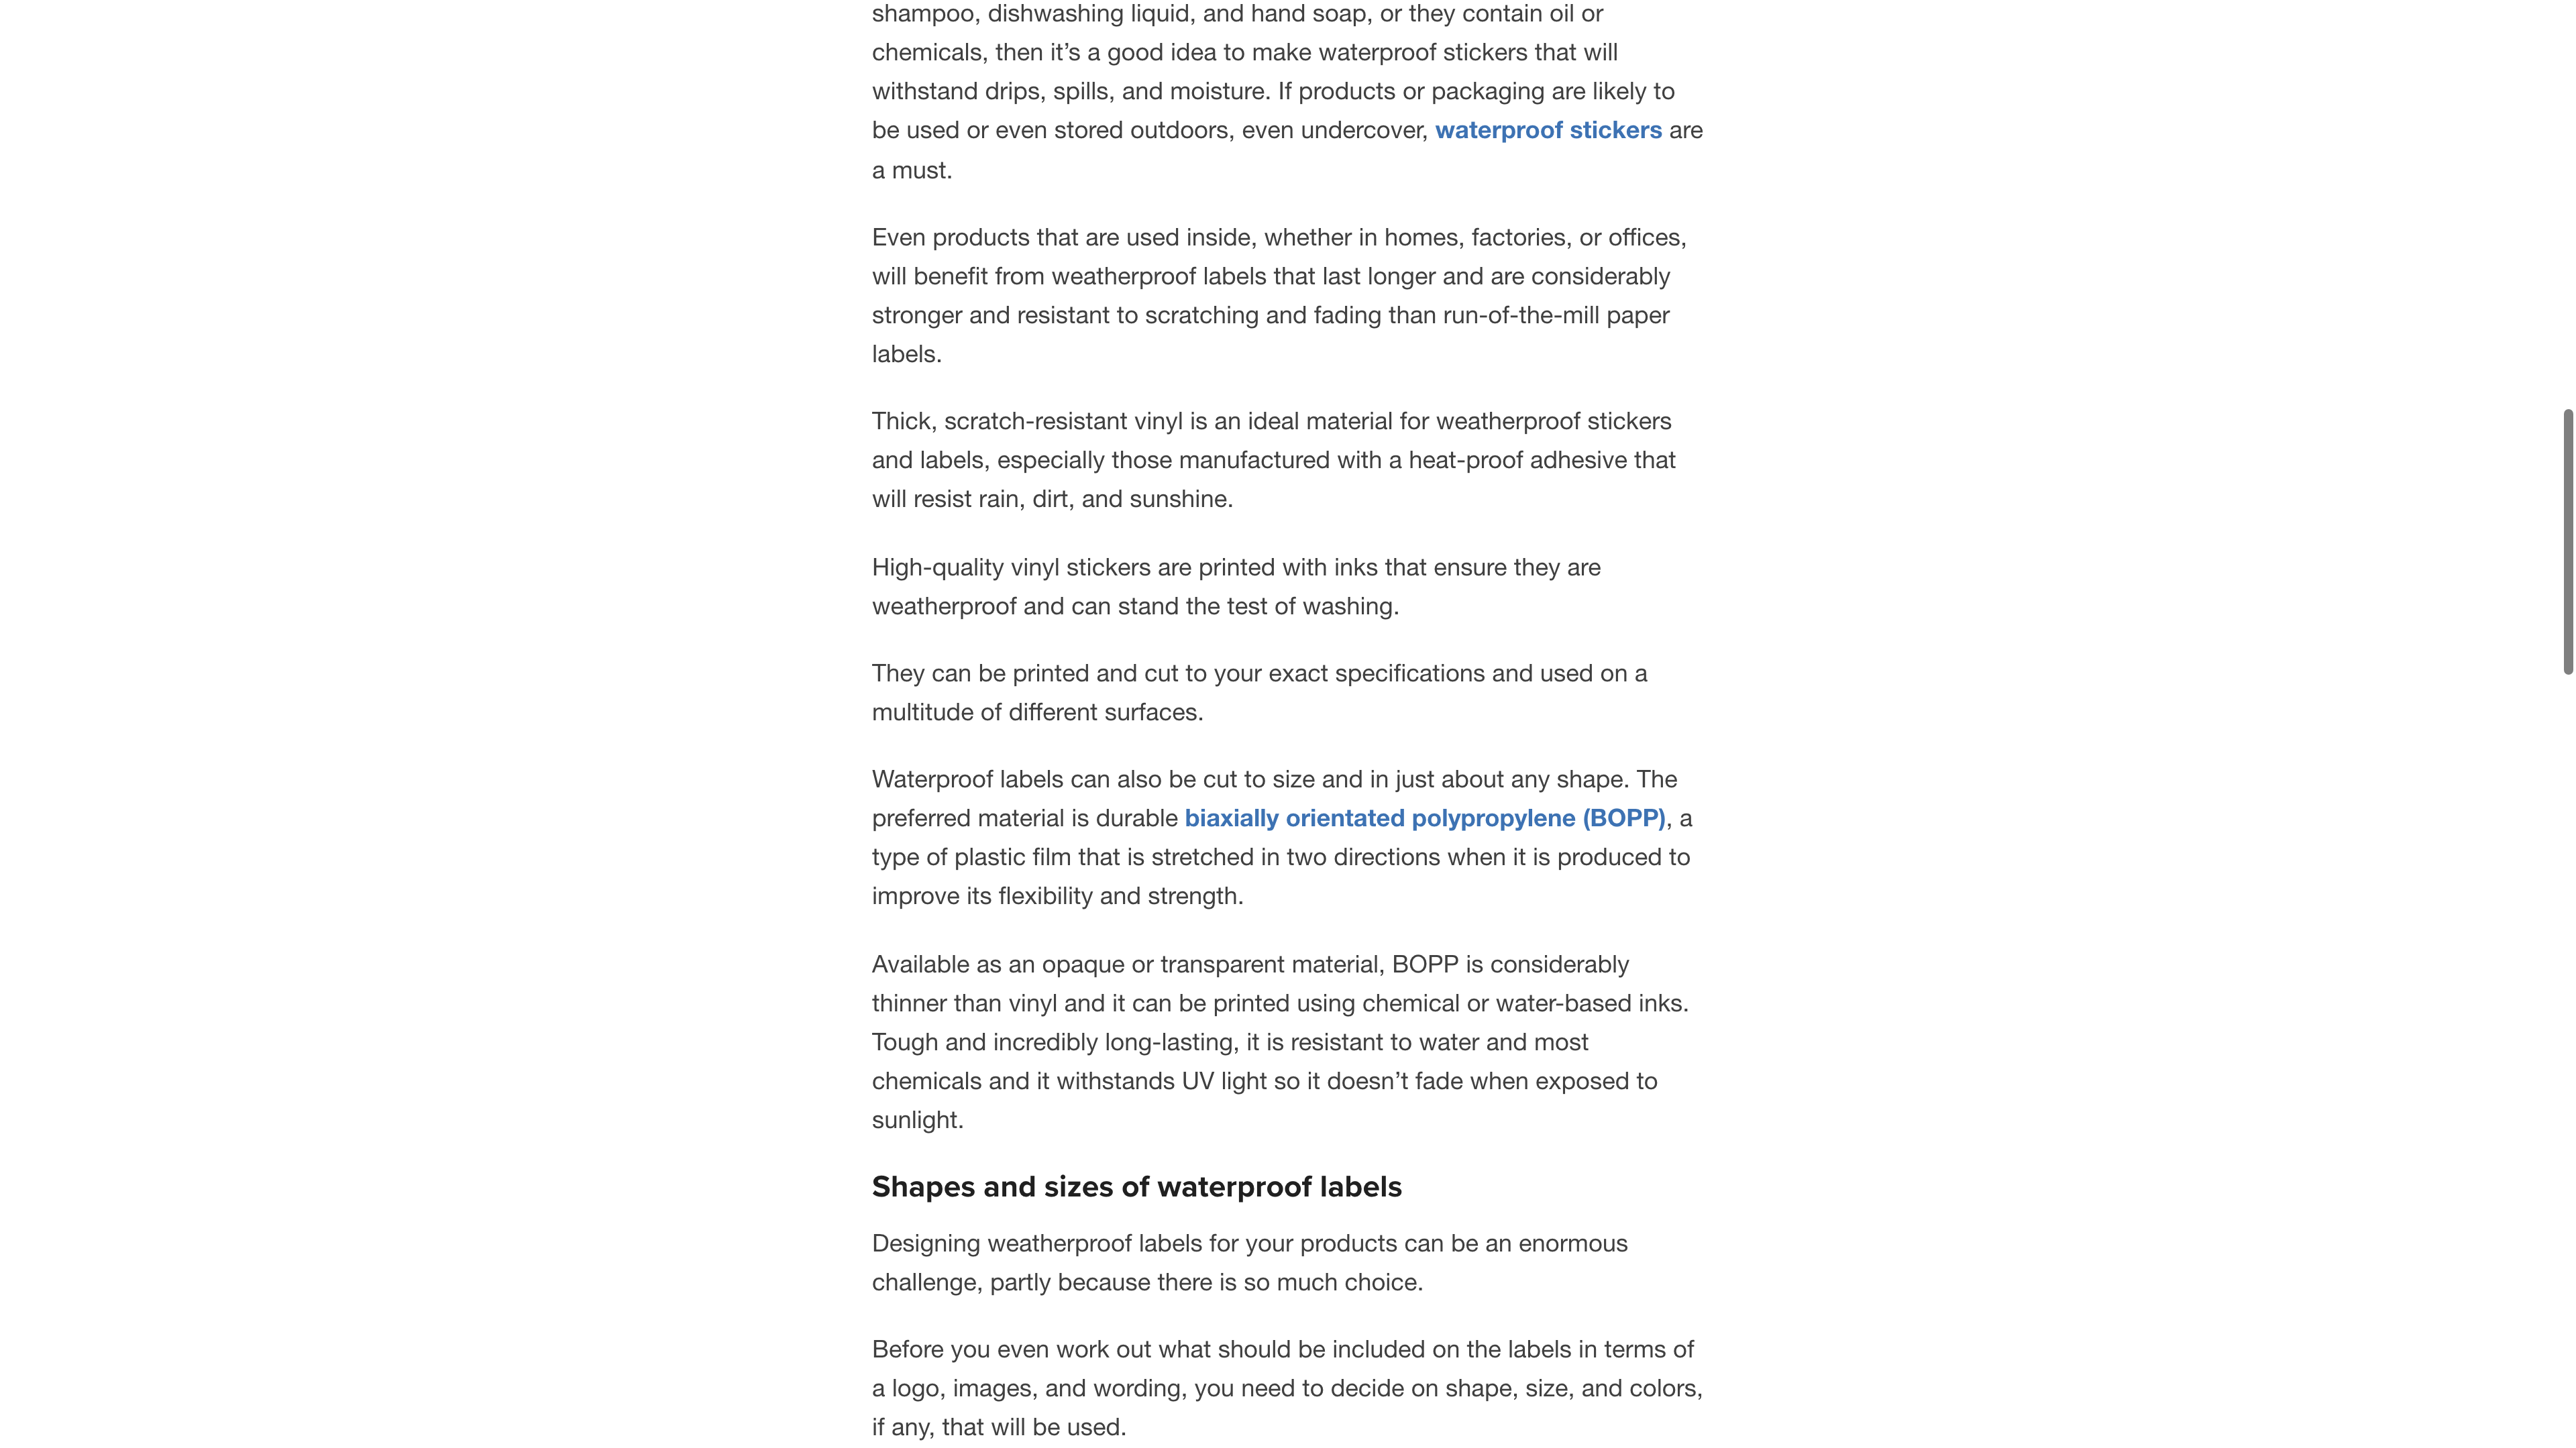 shampoo, dishwashing liquid, and hand soap, or they contain oil or
chemicals, then it’s a good idea to make waterproof stickers that will
withstand drips, spills, and moisture. If products or packaging are likely to
be used or even stored outdoors, even undercover, waterproof stickers are
a must.
Even products that are used inside, whether in homes, factories, or offices,
will benefit from weatherproof labels that last longer and are considerably
stronger and resistant to scratching and fading than run-of-the-mill paper
labels.
Thick, scratch-resistant vinyl is an ideal material for weatherproof stickers
and labels, especially those manufactured with a heat-proof adhesive that
will resist rain, dirt, and sunshine.
High-quality vinyl stickers are printed with inks that ensure they are
weatherproof and can stand the test of washing.
They can be printed and cut to your exact specifications and used on a
multitude of different surfaces.
Waterproof labels can also be cut to size and in just about any shape. The
preferred material is durable biaxially orientated polypropylene (BOPP), a
type of plastic film that is stretched in two directions when it is produced to
improve its flexibility and strength.
Available as an opaque or transparent material, BOPP is considerably
thinner than vinyl and it can be printed using chemical or water-based inks.
Tough and incredibly long-lasting, it is resistant to water and most
chemicals and it withstands UV light so it doesn’t fade when exposed to
sunlight.
Shapes and sizes of waterproof labels
Designing weatherproof labels for your products can be an enormous
challenge, partly because there is so much choice.
Before you even work out what should be included on the labels in terms of
a logo, images, and wording, you need to decide on shape, size, and colors,
if any, that will be used.